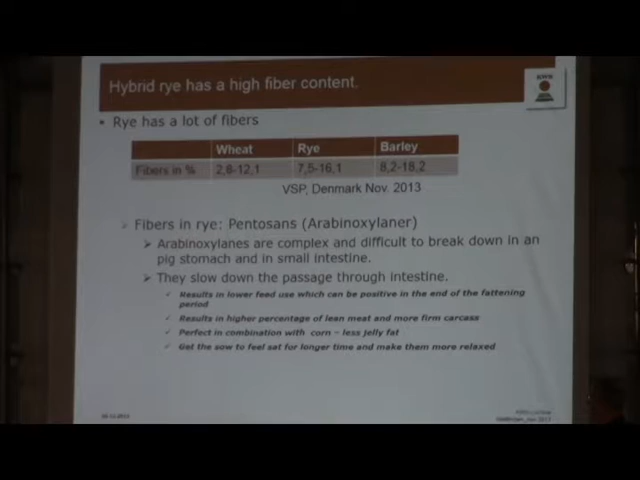 Hybrid rye has a high fiber content.
KWS
• Rye has a lot of fibers
Wheat Rye Barley
Fibers in % 2,6-12,1 7,5-16,1 8,2-18,2
VSP, Denmark Nov. 2013
Fibers in rye: Pentosans (Arabinoxylaner)
Arabinoxylanes are complex and difficult to break down in an
pig stomach and in small intestine.
They slow down the passage through intestine.
Results in lower feed use which can be positive in the end of the fattening
period
Results in higher percentage of lean meat and more firm carcass
Perfect in combination with corn – less jelly fat
Get the sow to feel sat for longer time and make them more relaxed